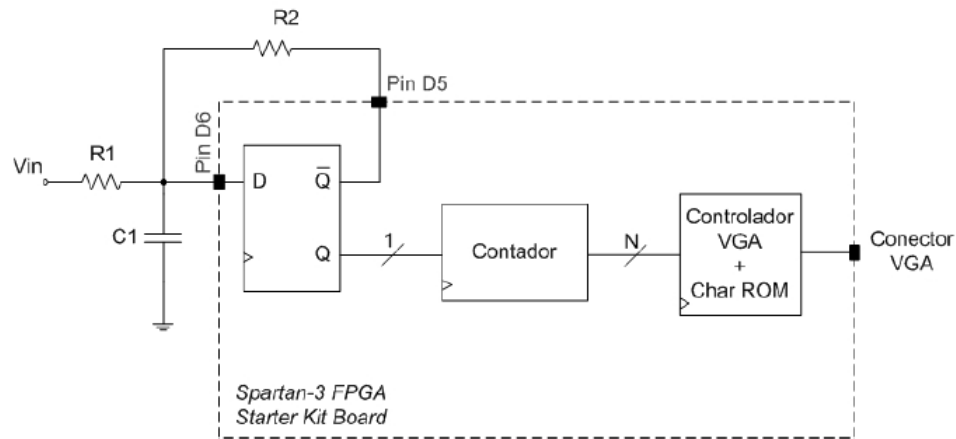 R2
Pin D5
Pin D6
R1
Vin
C1
D
Q
Q
1
Contador
N
Controlador
VGA
+
Char ROM
Conector
VGA
Spartan-3 FPGA
Starter Kit Board